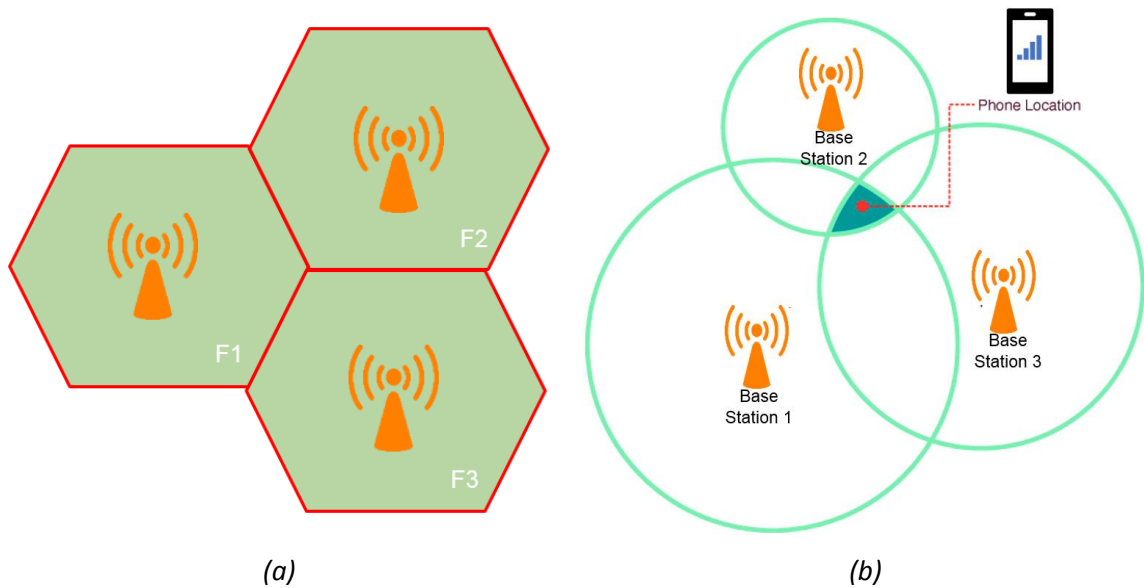 F1
F2
F3
(a)
Phone Location
Base
Station 2
Base
Station 1
Base
Station 3
(b)